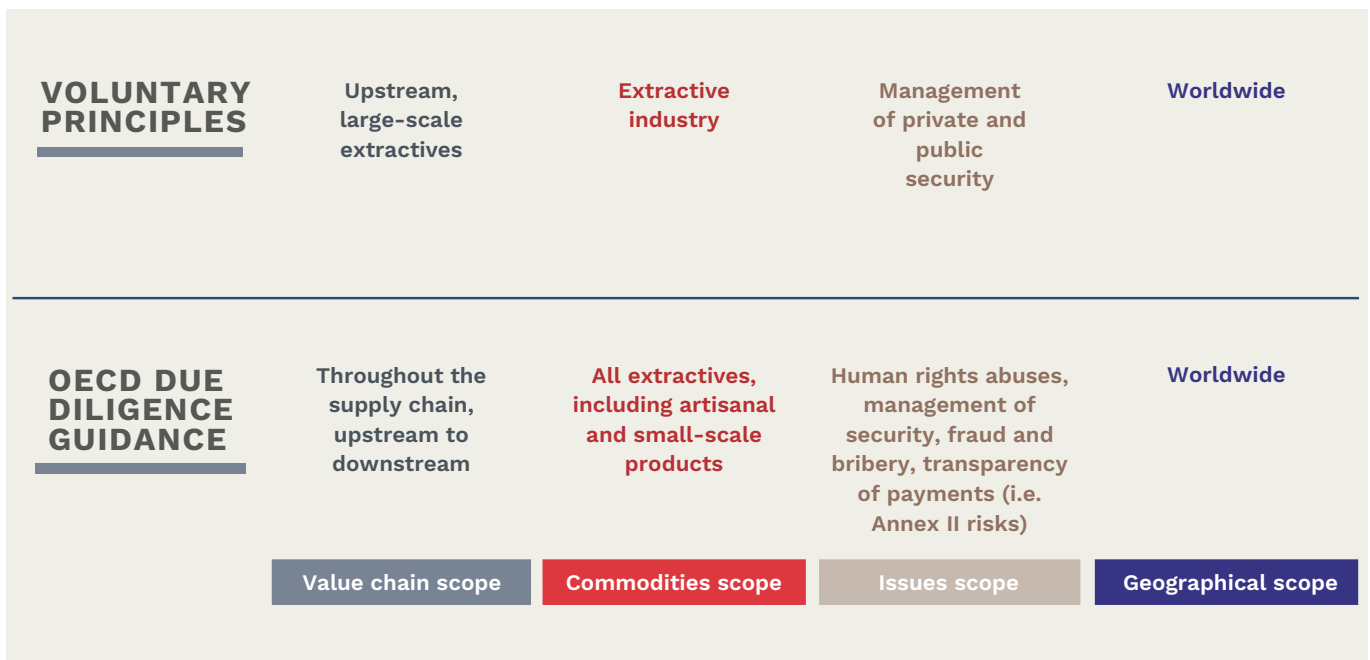 VOLUNTARY
PRINCIPLES
Upstream,
large-scale
extractives
Extractive
industry
Management
of private and
public
security
Worldwide
OECD DUE
DILIGENCE
GUIDANCE
Throughout the
supply chain,
upstream to
downstream
All extractives,
including artisanal
and small-scale
products
Human rights abuses,
management of
security, fraud and
bribery, transparency
of payments (i.e.
Annex II risks)
Worldwide
Value chain scope
Commodities scope
Issues scope
Geographical scope